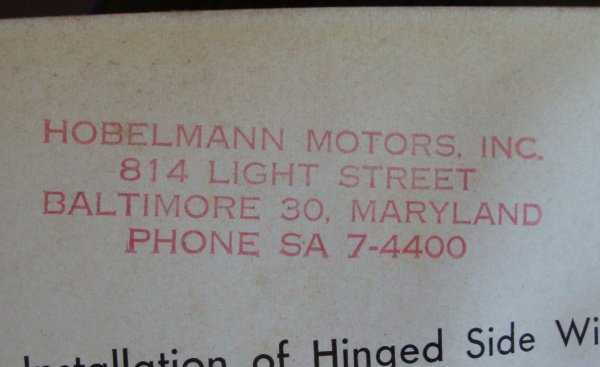 HOBELMANN MOTORS, INC.
814 LIGHT STREET
BALTIMORE 30, MARYLAND
PHONE SA 7-4400
Installation of Hinged Side